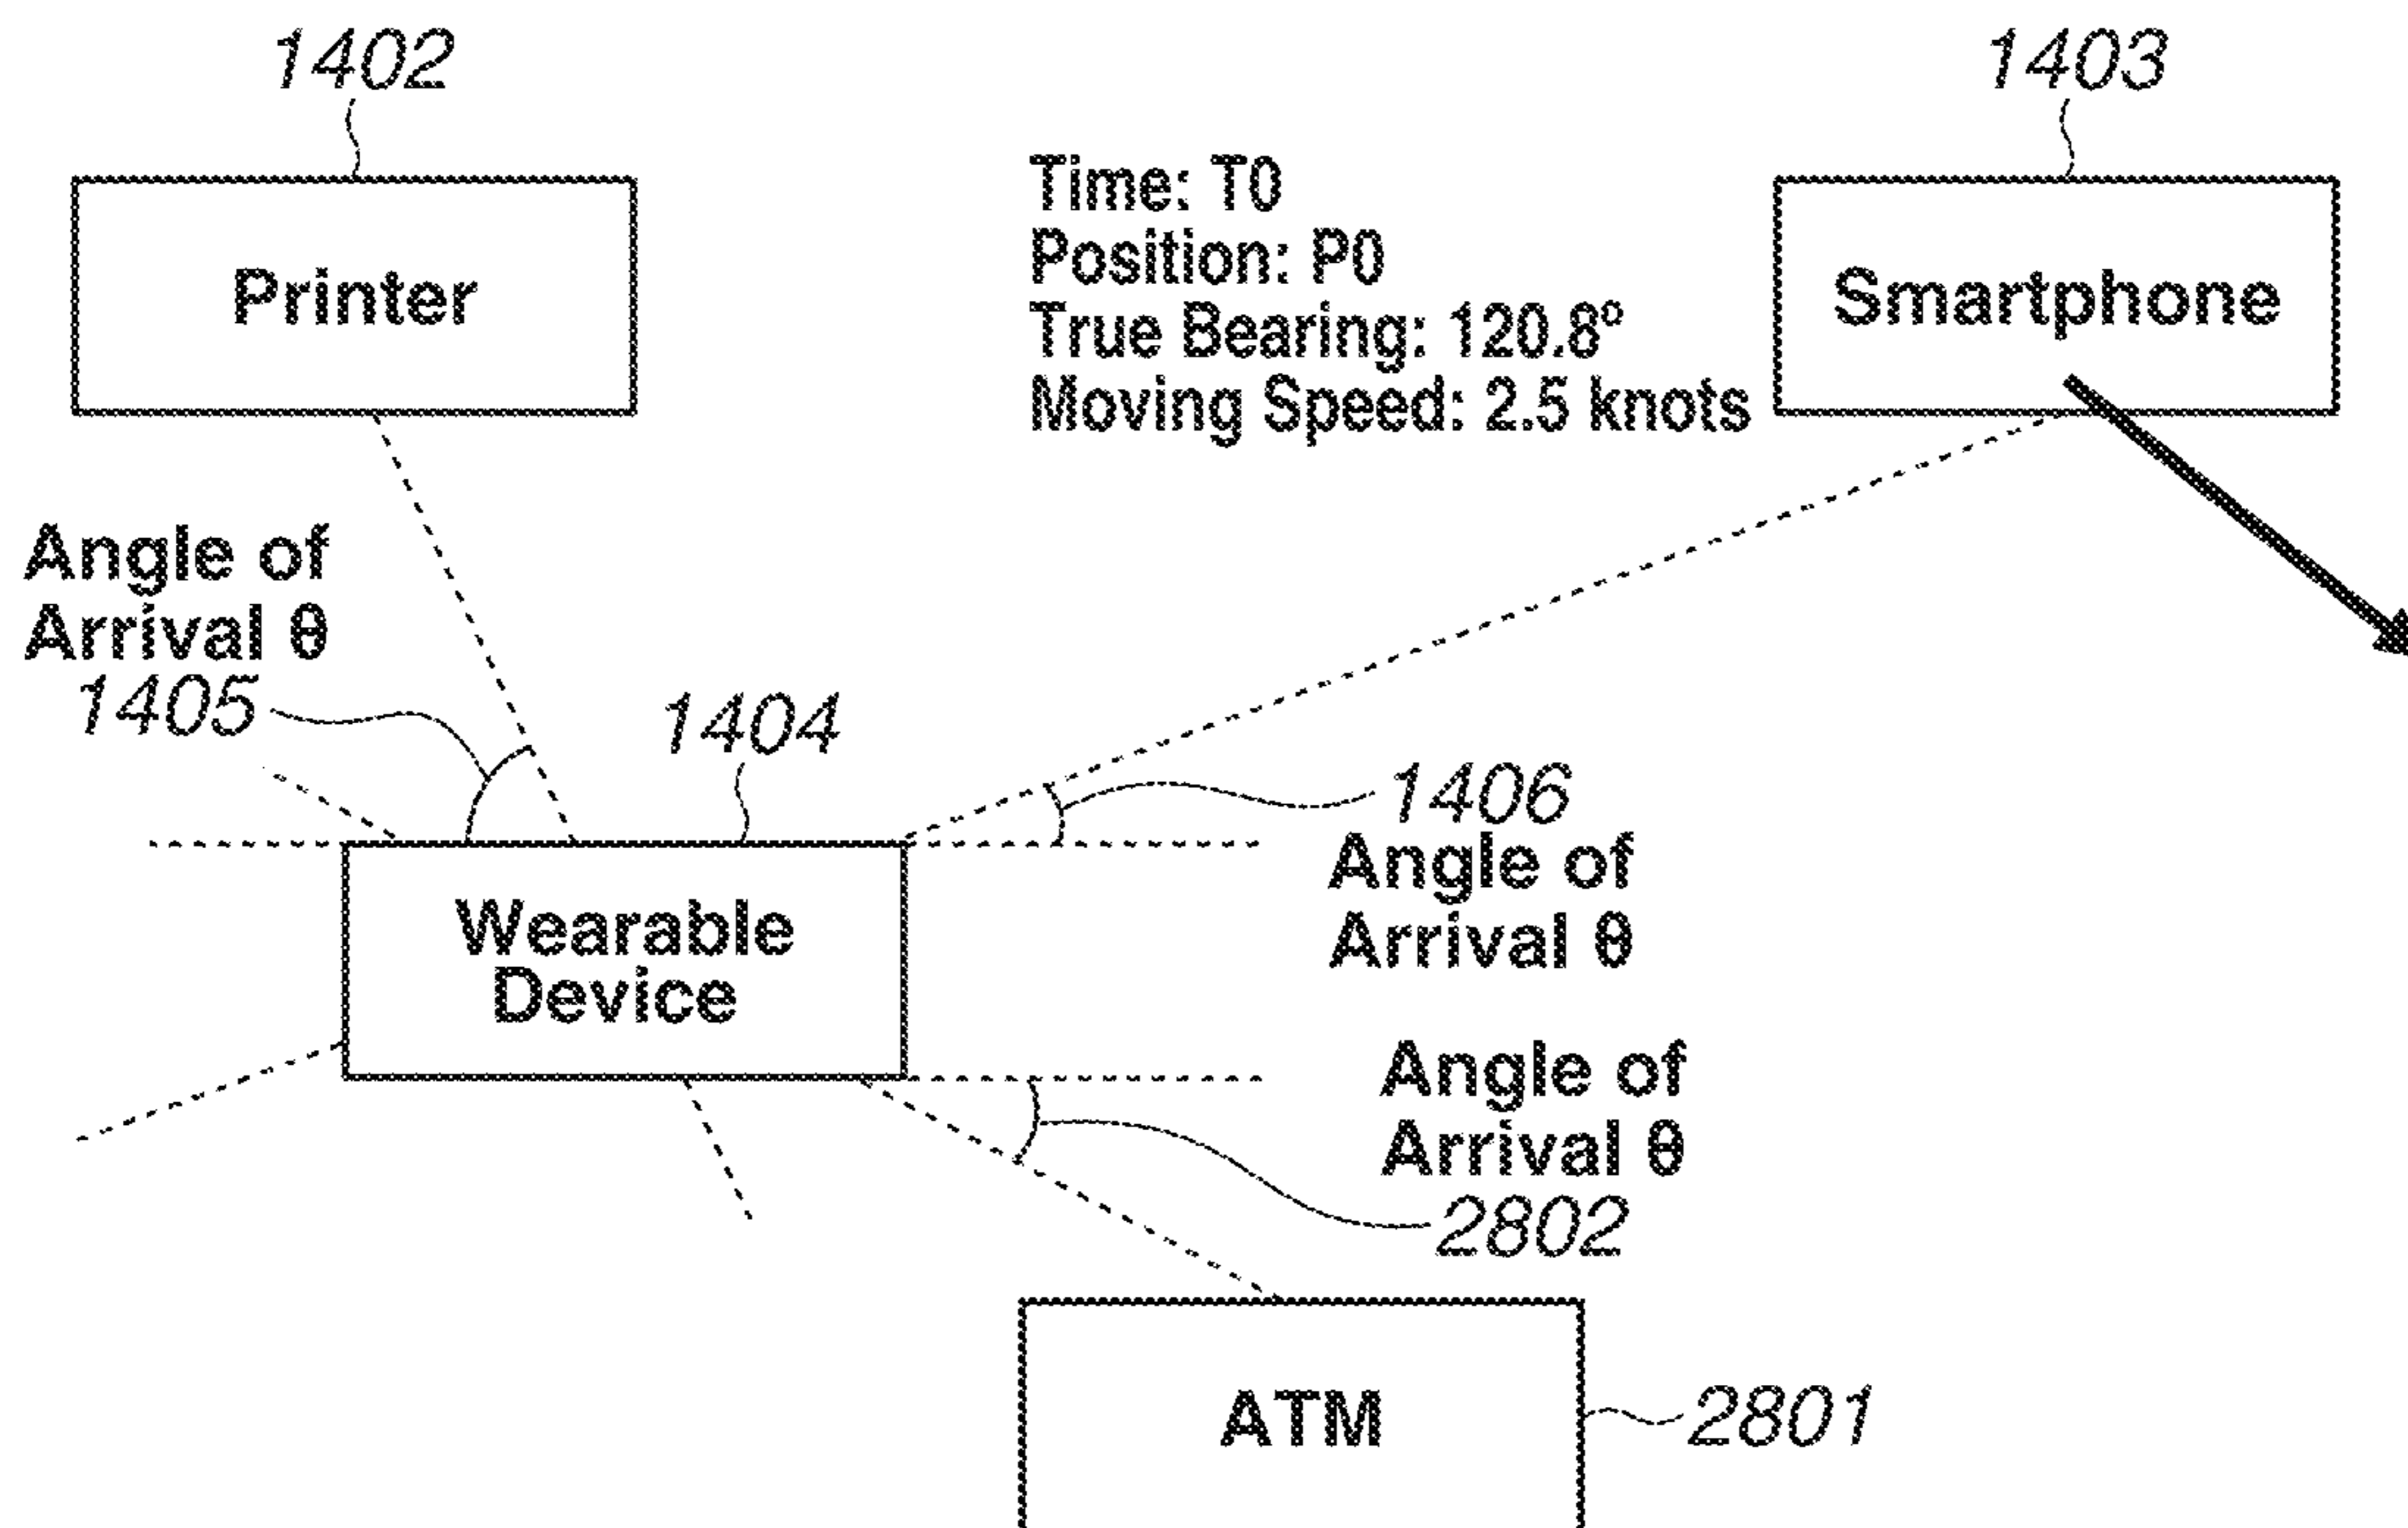 1402
1403
Printer
Time: T0
Position: P0
True Bearing: 120.8°
Moving Speed: 2.5 knots
Smartphone
Angle of
Arrival θ
1405
1404
1406
Angle of
Arrival θ
Wearable
Device
Angle of
Arrival θ
2802
ATM
2801